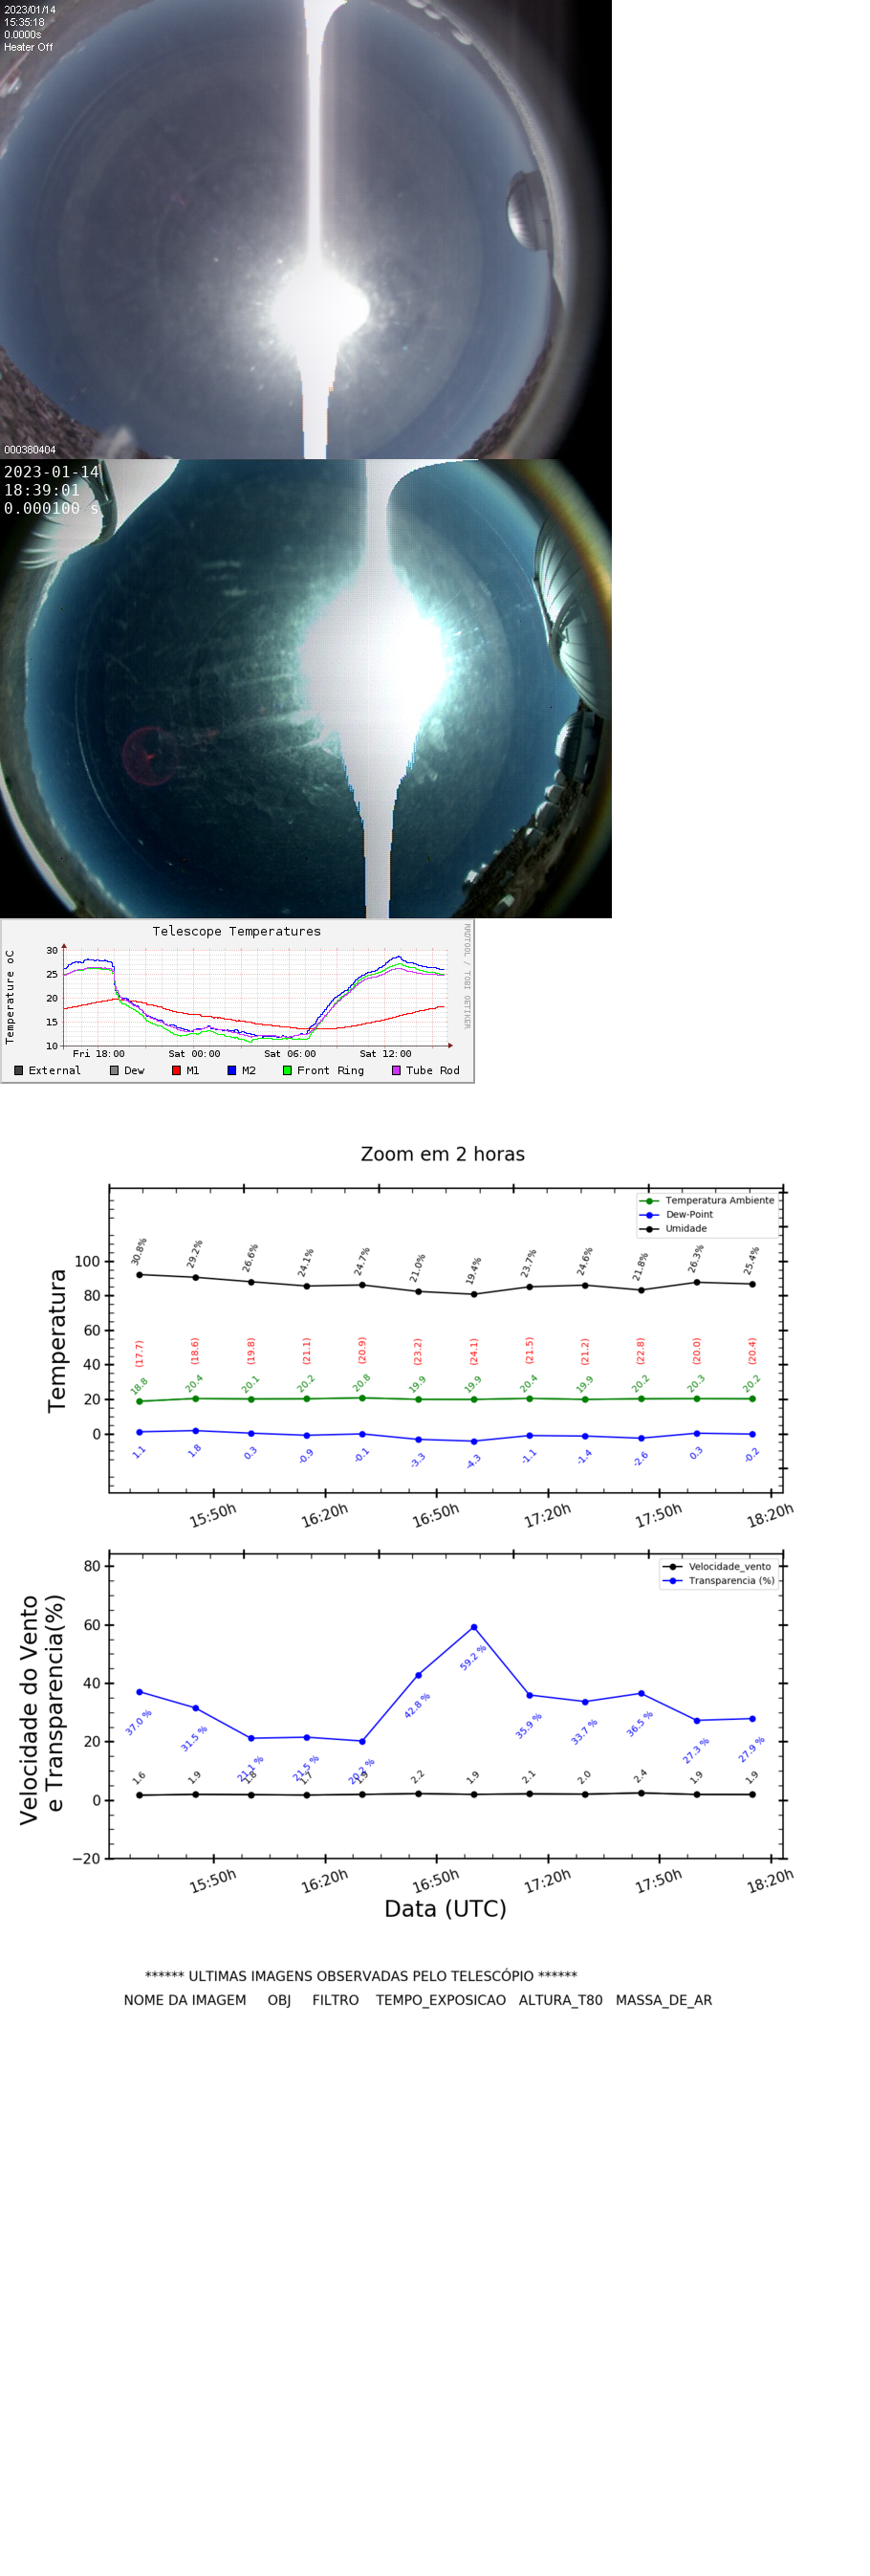 2023/01/14
15:35:18
0.0000s
Heater Off
000380404
2023-01-14
18:39:01
0.000100 s
Telescope Temperatures
RRDTOOL / TOBI OETIKER
Temperature oC
30
25
20
15
10
Fri 18:00 Sat 00:00 Sat 06:00 Sat 12:00
External Dew M1 M2 Front Ring Tube Rod
Zoom em 2 horas
Temperatura Ambiente
Dew-Point
Umidade
Temperatura
100
80
60
40
20
0
30.8% 29.2% 26.6% 24.1% 24.7% 21.0% 19.4% 23.7% 24.6% 21.8% 26.3% 25.4%
(17.7) (18.6) (19.8) (21.1) (20.9) (23.2) (24.1) (21.5) (21.2) (22.8) (20.0) (20.4)
18.8 20.4 20.1 20.2 20.8 19.9 19.9 20.4 19.9 20.2 20.3 20.2
1.1 1.8 0.3 -0.9 -0.1 -3.3 -4.3 -1.1 -1.4 -2.6 0.3 -0.2
15:50h 16:20h 16:50h 17:20h 17:50h 18:20h
Velocidade_vento
Transparencia (%)
Velocidade do Vento
e Transparencia(%)
80
60
40
20
0
−20
37.0 % 31.5 % 21.1 % 21.5 % 20.2 % 42.8 % 59.2 % 35.9 % 33.7 % 36.5 % 27.3 % 27.9 %
1.6 1.9 1.8 1.7 1.9 2.2 1.9 2.1 2.0 2.4 1.9 1.9
15:50h 16:20h 16:50h 17:20h 17:50h 18:20h
Data (UTC)
****** ULTIMAS IMAGENS OBSERVADAS PELO TELESCÓPIO ******
NOME DA IMAGEM OBJ FILTRO TEMPO_EXPOSICAO ALTURA_T80 MASSA_DE_AR